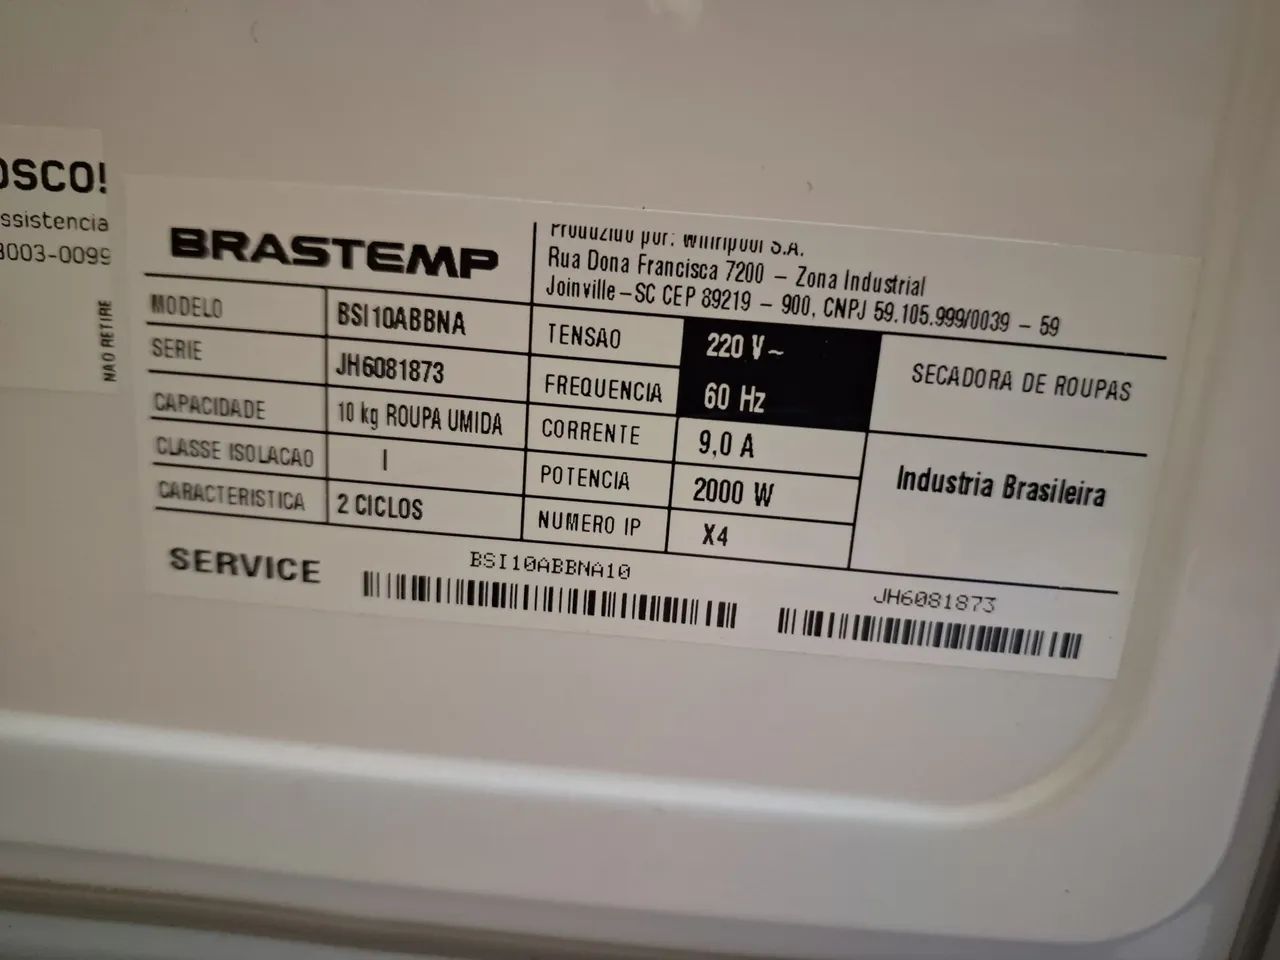 OSCO!
ssistencia
3003-0099
NAO RETIRE
BRASTEMP
Produzido por: Whirlpool S.A.
Rua Dona Francisca 7200 – Zona Industrial
Joinville – SC CEP 89219 – 900, CNPJ 59.105.999/0039 – 59
MODELO BSI10ABBNA
SERIE JH6081873
CAPACIDADE 10 kg ROUPA UMIDA
CLASSE ISOLACAO I
CARACTERISTICA 2 CICLOS
TENSAO 220 V~
FREQUENCIA 60 Hz
CORRENTE 9,0 A
POTENCIA 2000 W
NUMERO IP X4
SECADORA DE ROUPAS
Industria Brasileira
SERVICE
BSI10ABBNA10
JH6081873